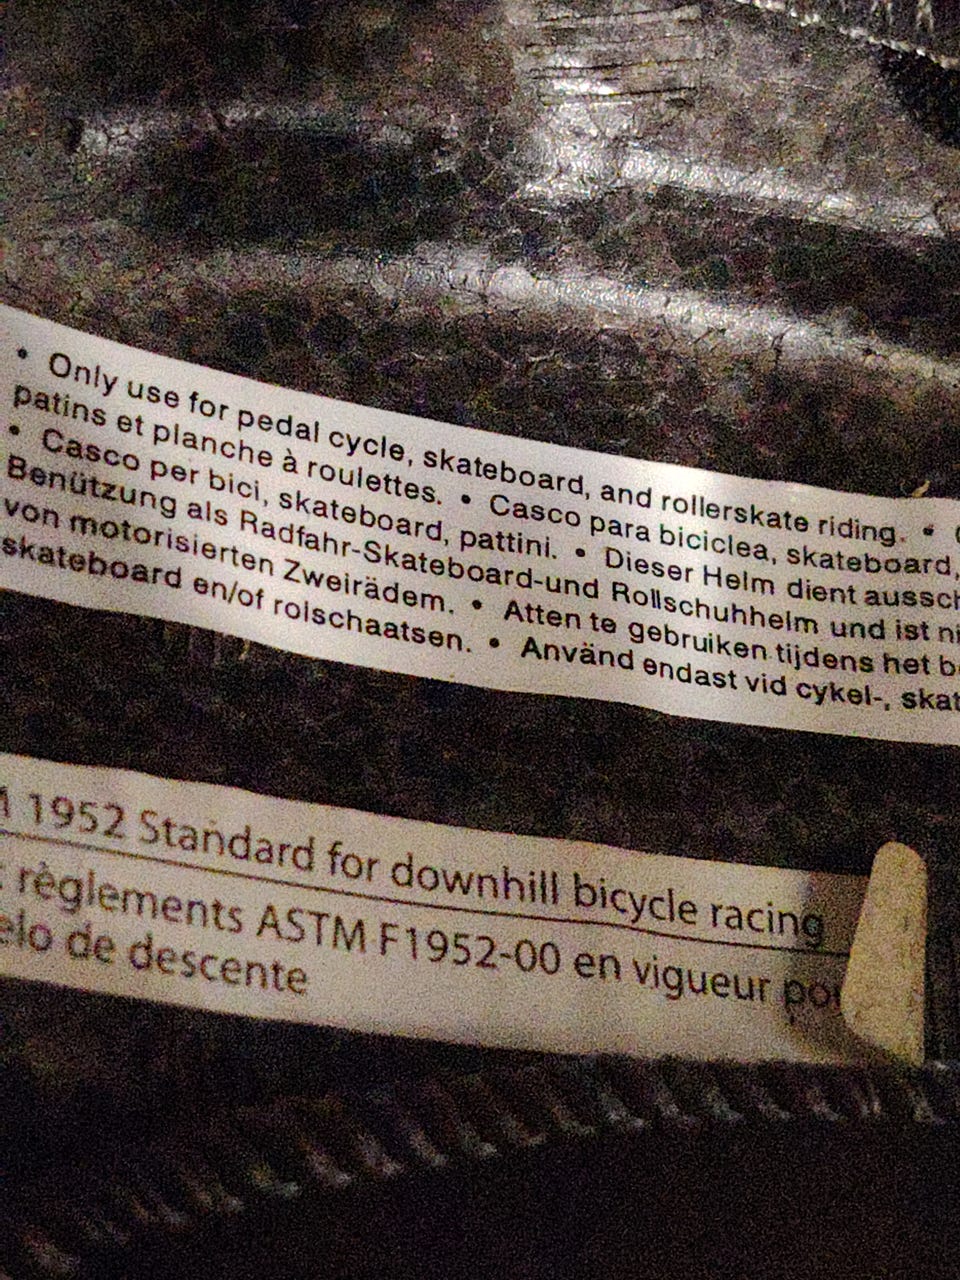 • Only use for pedal cycle, skateboard, and rollerskate riding. •
patins et planche à roulettes. • Casco para biciclea, skateboard,
• Casco per bici, skateboard, pattini. • Dieser Helm dient aussch
Benützung als Radfahr-Skateboard-und Rollschuhhelm und ist ni
von motorisierten Zweirädem. • Atten te gebruiken tijdens het b
skateboard en/of rolschaatsen. • Använd endast vid cykel-, skat
1952 Standard for downhill bicycle racing
règlements ASTM F1952-00 en vigueur pou
elo de descente